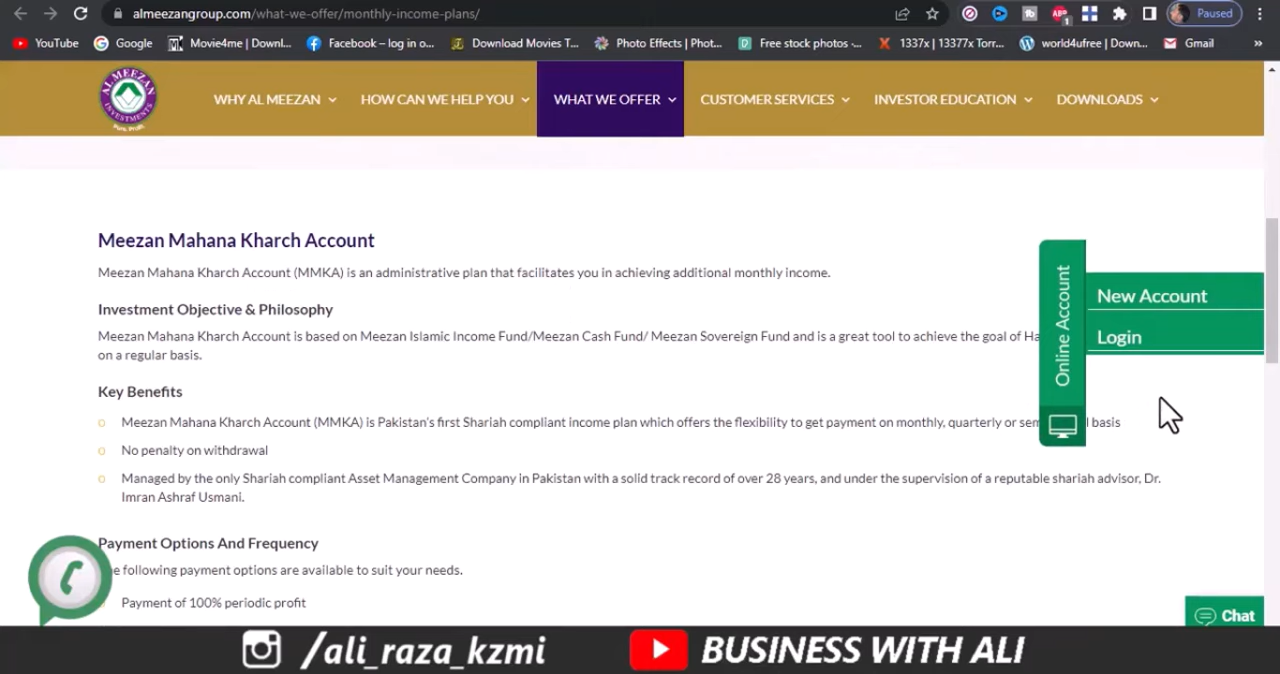 almeezangroup.com/what-we-offer/monthly-income-plans/
Paused
YouTube Google Movie4me | Downl... Facebook – log in o... Download Movies T... Photo Effects | Phot... Free stock photos -... 1337x | 13377x Torr... world4ufree | Down... Gmail »
AL MEEZAN
INVESTMENTS
WHY AL MEEZAN HOW CAN WE HELP YOU WHAT WE OFFER CUSTOMER SERVICES INVESTOR EDUCATION DOWNLOADS
Meezan Mahana Kharch Account
Meezan Mahana Kharch Account (MMKA) is an administrative plan that facilitates you in achieving additional monthly income.
Online Account
New Account
Login
Investment Objective & Philosophy
Meezan Mahana Kharch Account is based on Meezan Islamic Income Fund/Meezan Cash Fund/ Meezan Sovereign Fund and is a great tool to achieve the goal of Ha
on a regular basis.
Key Benefits
Meezan Mahana Kharch Account (MMKA) is Pakistan's first Shariah compliant income plan which offers the flexibility to get payment on monthly, quarterly or sem l basis
No penalty on withdrawal
Managed by the only Shariah compliant Asset Management Company in Pakistan with a solid track record of over 28 years, and under the supervision of a reputable shariah advisor, Dr.
Imran Ashraf Usmani.
Payment Options And Frequency
e following payment options are available to suit your needs.
Payment of 100% periodic profit
Chat
/ali_raza_kzmi BUSINESS WITH ALI